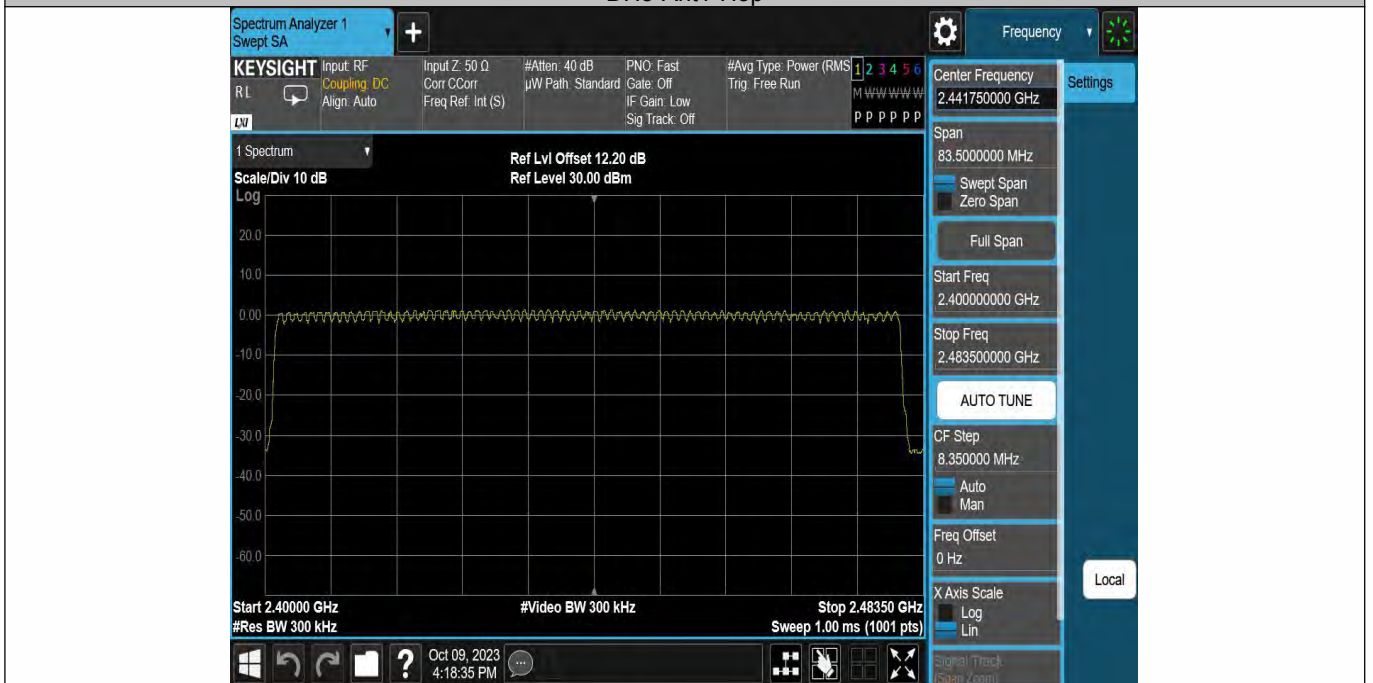 Spectrum Analyzer 1
Swept SA
+
Frequency
KEYSIGHT
RL
LXI
Input: RF
Coupling: DC
Align: Auto
Input Z: 50 Ω
Corr CCorr
Freq Ref: Int (S)
#Atten: 40 dB
µW Path: Standard
PNO: Fast
Gate: Off
IF Gain: Low
Sig Track: Off
#Avg Type: Power (RMS
Trig: Free Run
1 2 3 4 5 6
M W W W W W
P P P P P P
1 Spectrum
Scale/Div 10 dB
Ref Lvl Offset 12.20 dB
Ref Level 30.00 dBm
Log
20.0
10.0
0.00
-10.0
-20.0
-30.0
-40.0
-50.0
-60.0
Start 2.40000 GHz
#Res BW 300 kHz
#Video BW 300 kHz
Stop 2.48350 GHz
Sweep 1.00 ms (1001 pts)
Center Frequency
2.441750000 GHz
Settings
Span
83.5000000 MHz
Swept Span
Zero Span
Full Span
Start Freq
2.400000000 GHz
Stop Freq
2.483500000 GHz
AUTO TUNE
CF Step
8.350000 MHz
Auto
Man
Freq Offset
0 Hz
X Axis Scale
Log
Lin
Signal Track
(Span Zoom)
Local
?
Oct 09, 2023
4:18:35 PM